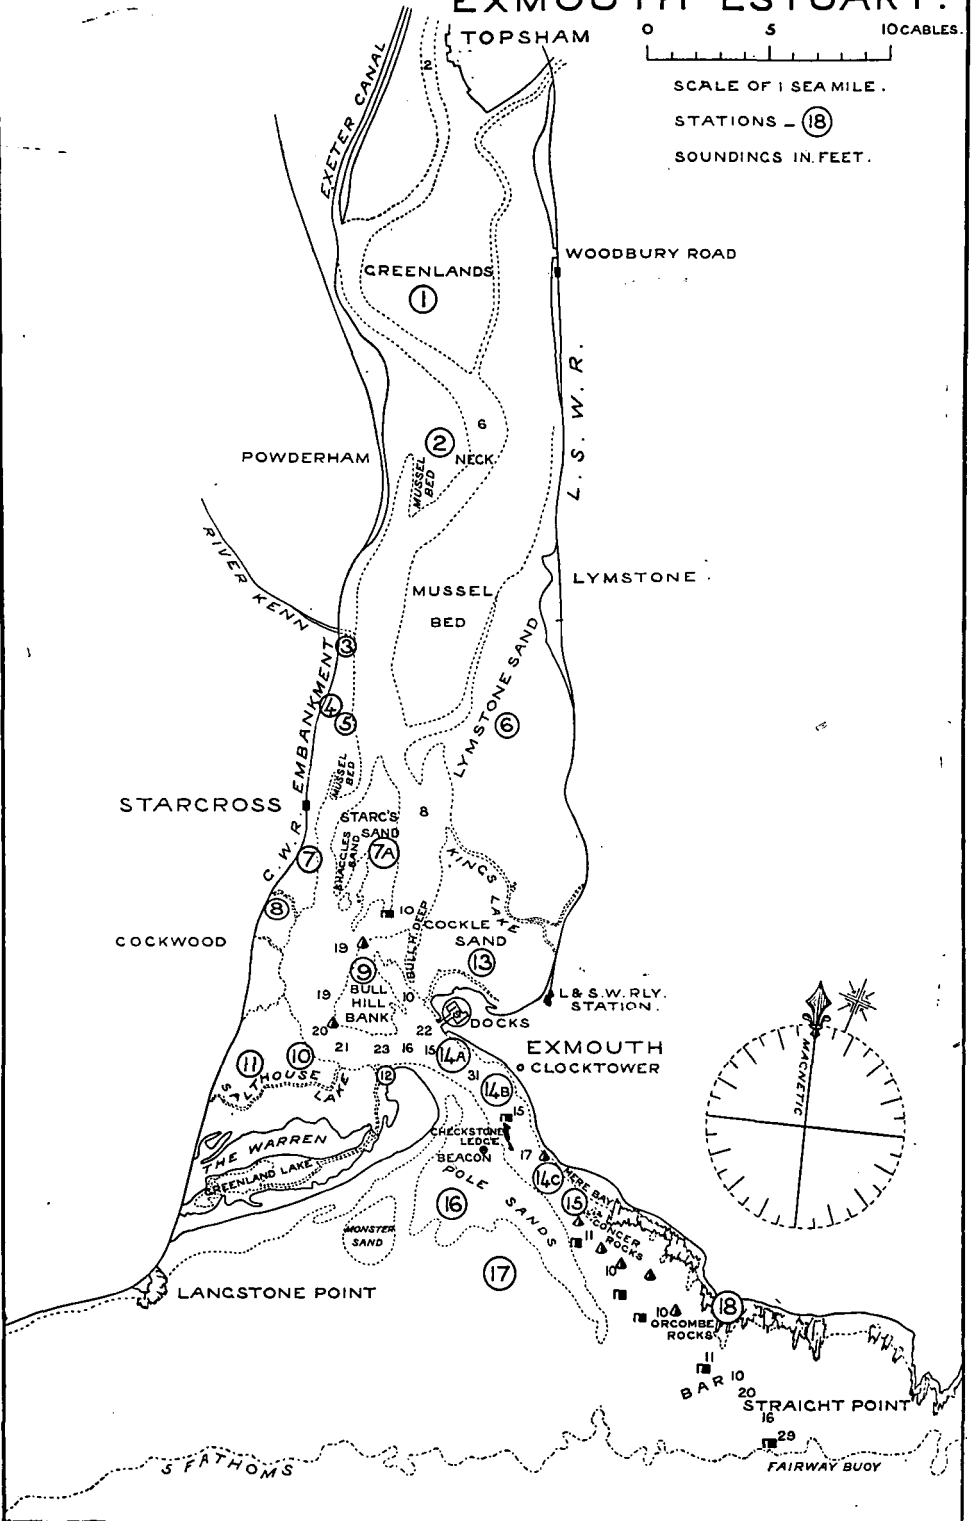 EXMOUTH ESTUARY.
TOPSHAM
0 5 10 CABLES.
SCALE OF 1 SEA MILE.
STATIONS - 18
SOUNDINGS IN FEET.
2
EXETER CANAL
WOODBURY ROAD
GREENLANDS
1
L. S. W. R.
6
2
NECK
POWDERHAM
MUSSEL
BED
RIVER KENN
LYMSTONE.
MUSSEL
BED
3
EMBANKMENT
4
5
LYMSTONE SAND
6
MUSSEL
BED
STARCROSS
G. W. R.
8
STARC'S
SAND
SHAGGLES
SAND
7
7A
KINGS LAKE
8
10
COCKLE
SAND
COCKWOOD
19
BULL H. DEEP
13
9
BULL
HILL
BANK
19
10
L & S.W. RLY.
STATION.
20
22
DOCKS
21
23
16
15
14A
EXMOUTH
CLOCKTOWER
11
10
SALTHOUSE
LAKE
12
31
14B
MAGNETIC
15
CHECKSTONE
LEDGE
BEACON
17
THE WARREN
GREENLAND LAKE
14C
MERE BAY
POLE SANDS
16
15
CONGER
ROCKS
11
MONSTER
SAND
17
10
LANGSTONE POINT
10
18
ORCOMBE
ROCKS
11
BAR
10
20
STRAIGHT POINT
16
29
FAIRWAY BUOY
5 FATHOMS